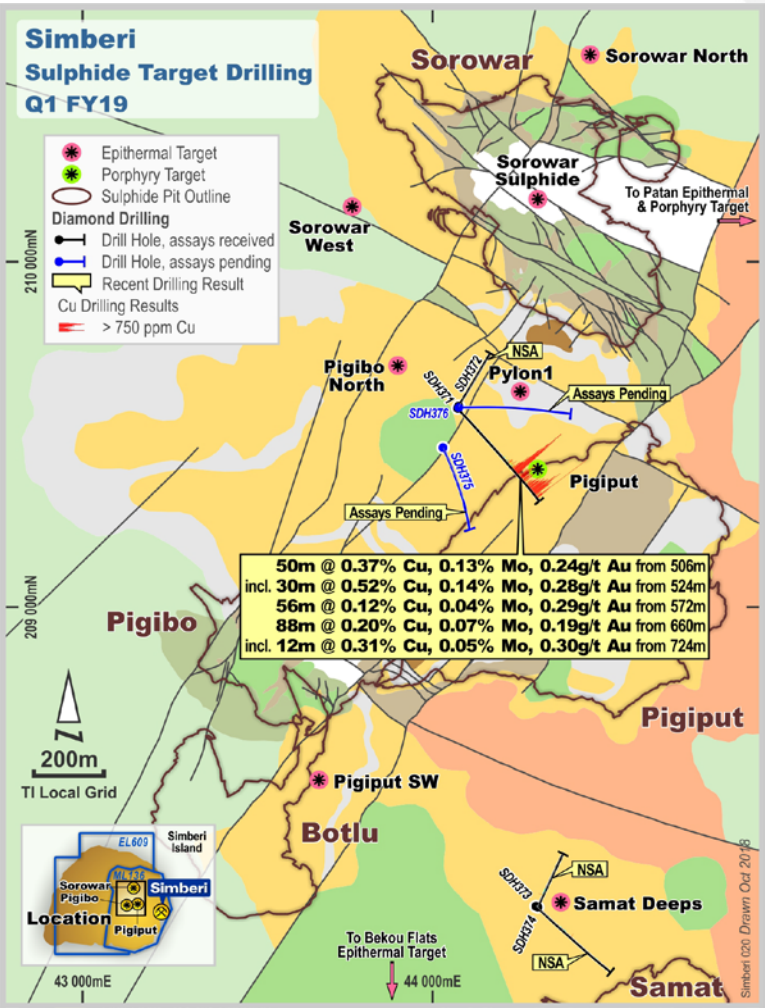 Simberi
Sulphide Target Drilling
Q1 FY19
Sorowar
Sorowar North
Epithermal Target
Porphyry Target
Sulphide Pit Outline
Diamond Drilling
Drill Hole, assays received
Drill Hole, assays pending
Recent Drilling Result
Cu Drilling Results
> 750 ppm Cu
Sorowar
Sulphide
To Patan Epithermal
& Porphyry Target
Sorowar
West
210 000mN
Pigibo
North
NSA
SDH372
SDH371
Pylon1
SDH376
Assays Pending
SDH375
Pigiput
Assays Pending
50m @ 0.37% Cu, 0.13% Mo, 0.24g/t Au from 506m
incl. 30m @ 0.52% Cu, 0.14% Mo, 0.28g/t Au from 524m
56m @ 0.12% Cu, 0.04% Mo, 0.29g/t Au from 572m
88m @ 0.20% Cu, 0.07% Mo, 0.19g/t Au from 660m
incl. 12m @ 0.31% Cu, 0.05% Mo, 0.30g/t Au from 724m
209 000mN
Pigibo
Pigiput
N
200m
TI Local Grid
Pigiput SW
Botlu
EL609
Simberi
Island
ML136
Sorowar
Pigibo
Simberi
Location
Pigiput
SDH373
NSA
Samat Deeps
SDH374
NSA
To Bekou Flats
Epithermal Target
Samat
43 000mE
44 000mE
Simberi 020 Drawn Oct 2018